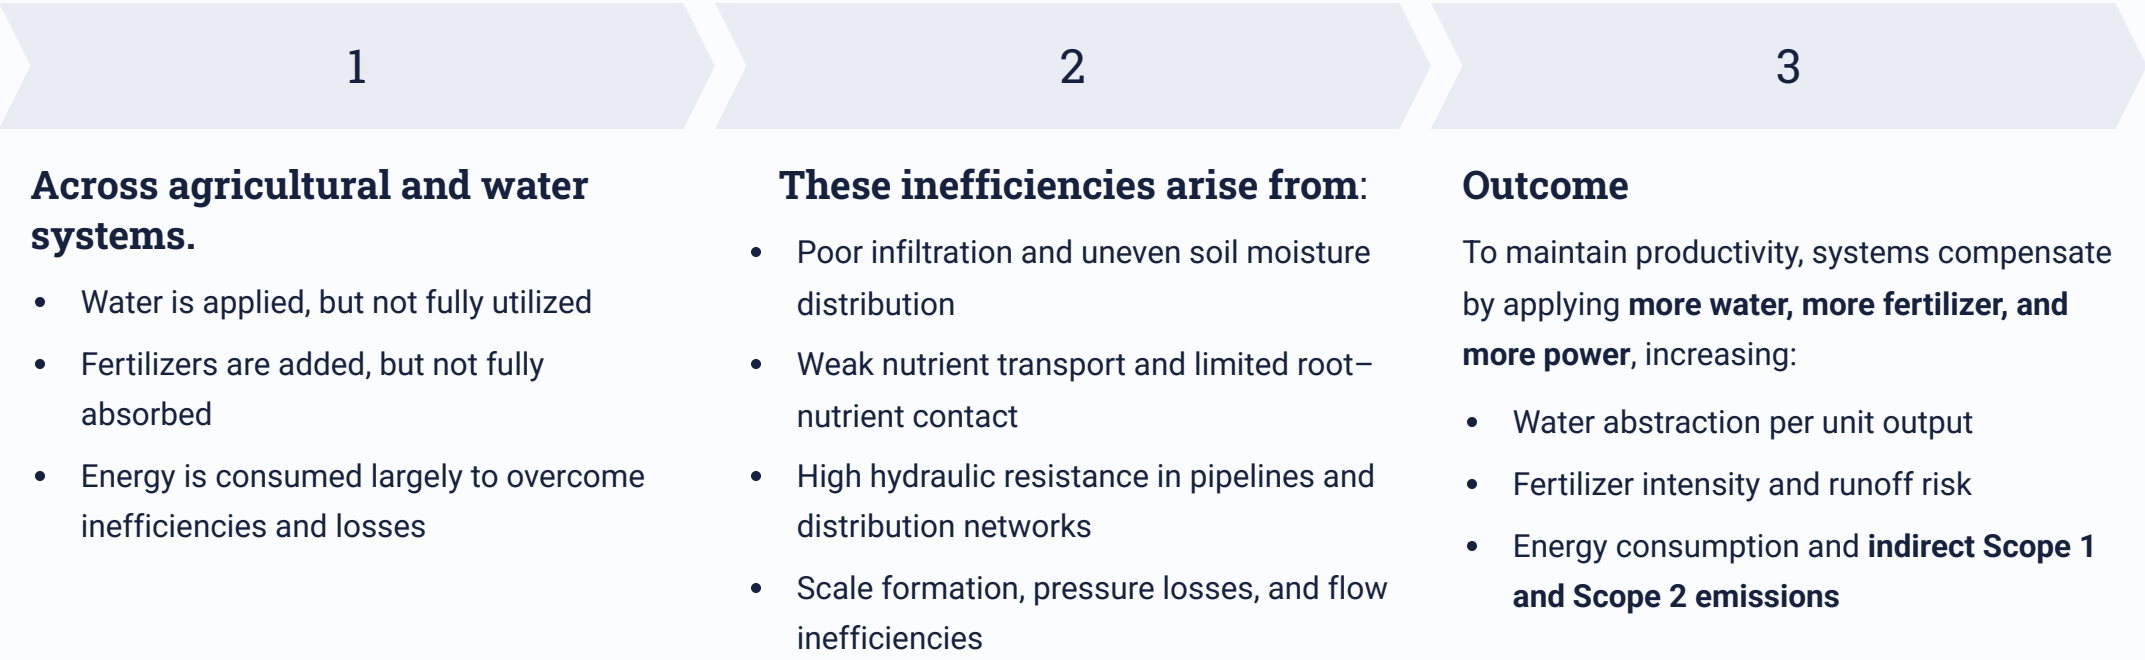 1
Across agricultural and water
systems.
• Water is applied, but not fully utilized
• Fertilizers are added, but not fully
absorbed
• Energy is consumed largely to overcome
inefficiencies and losses
2
These inefficiencies arise from:
• Poor infiltration and uneven soil moisture
distribution
• Weak nutrient transport and limited root–
nutrient contact
• High hydraulic resistance in pipelines and
distribution networks
• Scale formation, pressure losses, and flow
inefficiencies
3
Outcome
To maintain productivity, systems compensate
by applying more water, more fertilizer, and
more power, increasing:
• Water abstraction per unit output
• Fertilizer intensity and runoff risk
• Energy consumption and indirect Scope 1
and Scope 2 emissions